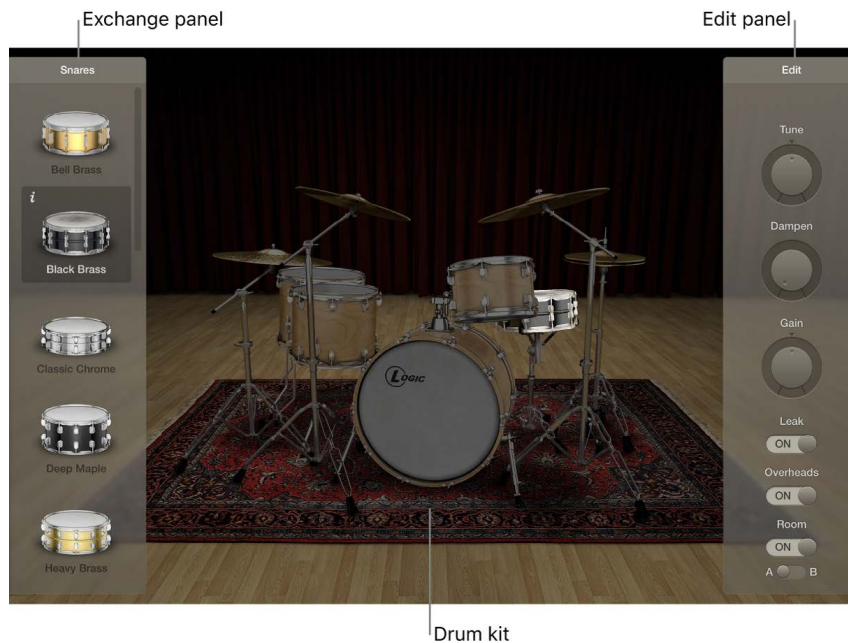 Exchange panel
Edit panel
Snares
Bell Brass
i
Black Brass
Classic Chrome
Deep Maple
Heavy Brass
LOGIC
Edit
Tune
Dampen
Gain
Leak
ON
Overheads
ON
Room
ON
A B
Drum kit